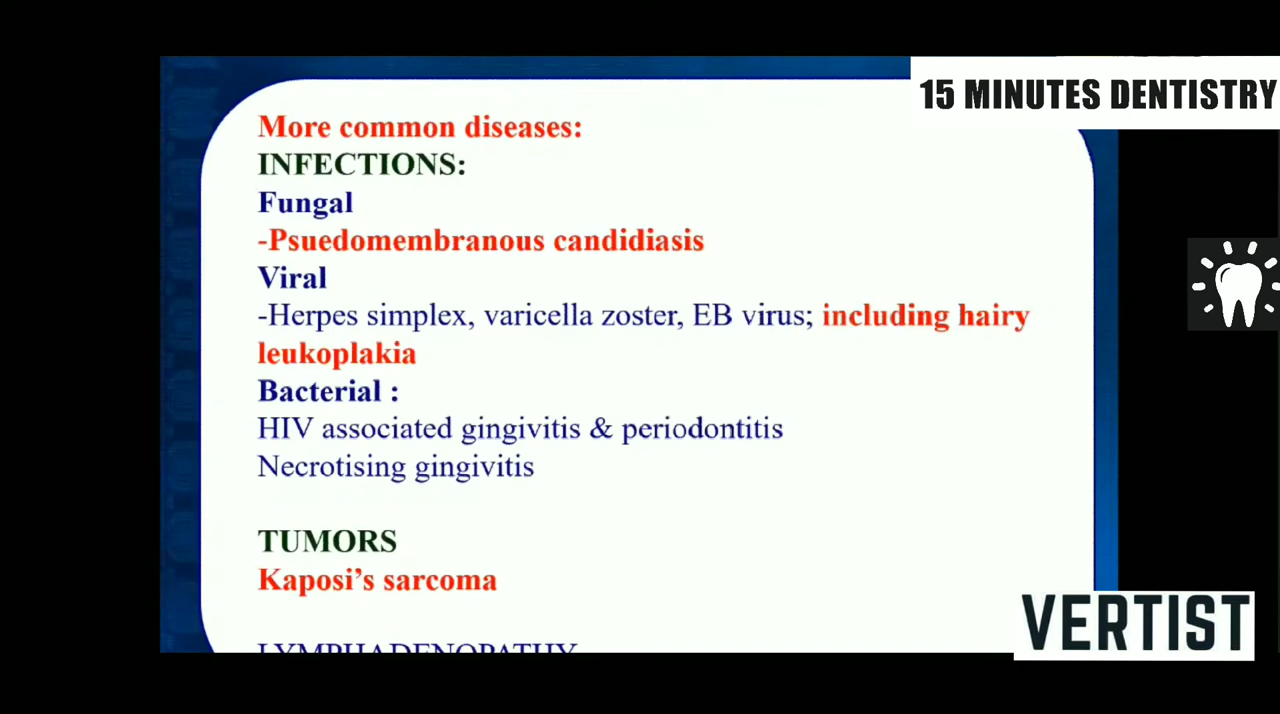 15 MINUTES DENTISTRY
More common diseases:
INFECTIONS:
Fungal
-Psuedomembranous candidiasis
Viral
-Herpes simplex, varicella zoster, EB virus; including hairy
leukoplakia
Bacterial :
HIV associated gingivitis & periodontitis
Necrotising gingivitis
TUMORS
Kaposi’s sarcoma
LYMPHADENOPATHY
VERTIST